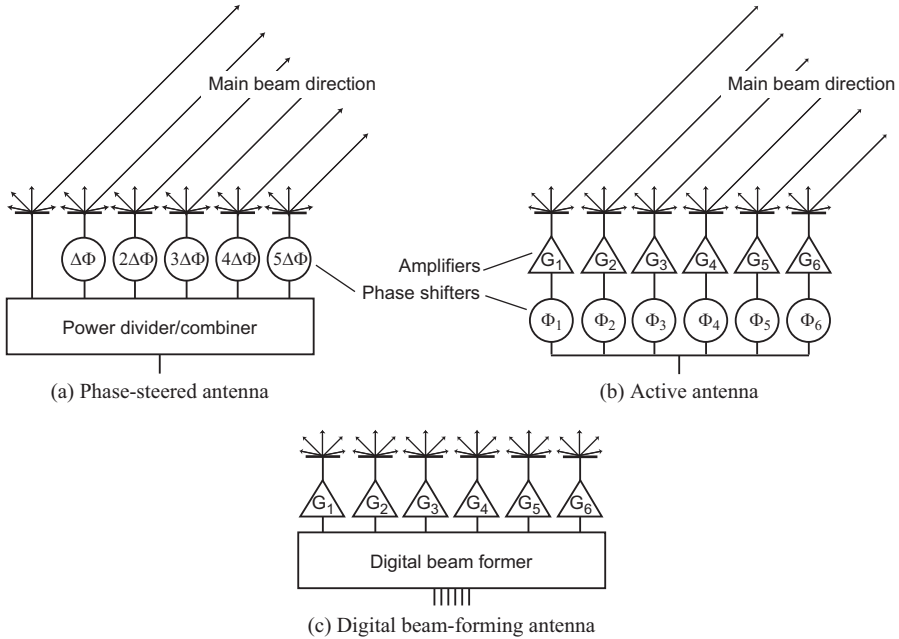 Main beam direction
Main beam direction
ΔΦ 2ΔΦ 3ΔΦ 4ΔΦ 5ΔΦ
Amplifiers
G1 G2 G3 G4 G5 G6
Phase shifters
Power divider/combiner
Φ1 Φ2 Φ3 Φ4 Φ5 Φ6
(a) Phase-steered antenna
(b) Active antenna
G1 G2 G3 G4 G5 G6
Digital beam former
(c) Digital beam-forming antenna